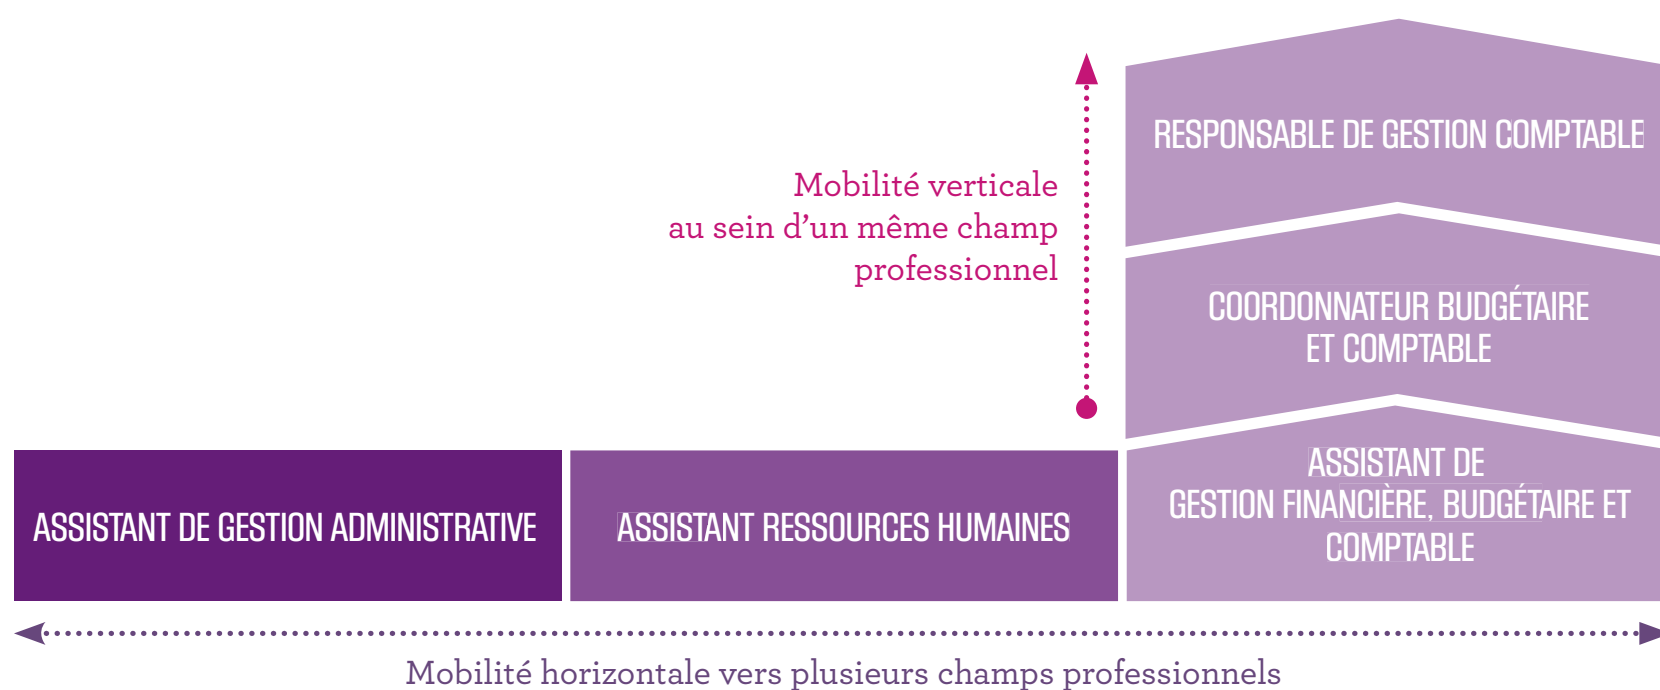 RESPONSABLE DE GESTION COMPTABLE
Mobilité verticale
au sein d’un même champ
professionnel
COORDONNATEUR BUDGÉTAIRE
ET COMPTABLE
ASSISTANT DE GESTION ADMINISTRATIVE
ASSISTANT RESSOURCES HUMAINES
ASSISTANT DE
GESTION FINANCIÈRE, BUDGÉTAIRE ET
COMPTABLE
Mobilité horizontale vers plusieurs champs professionnels